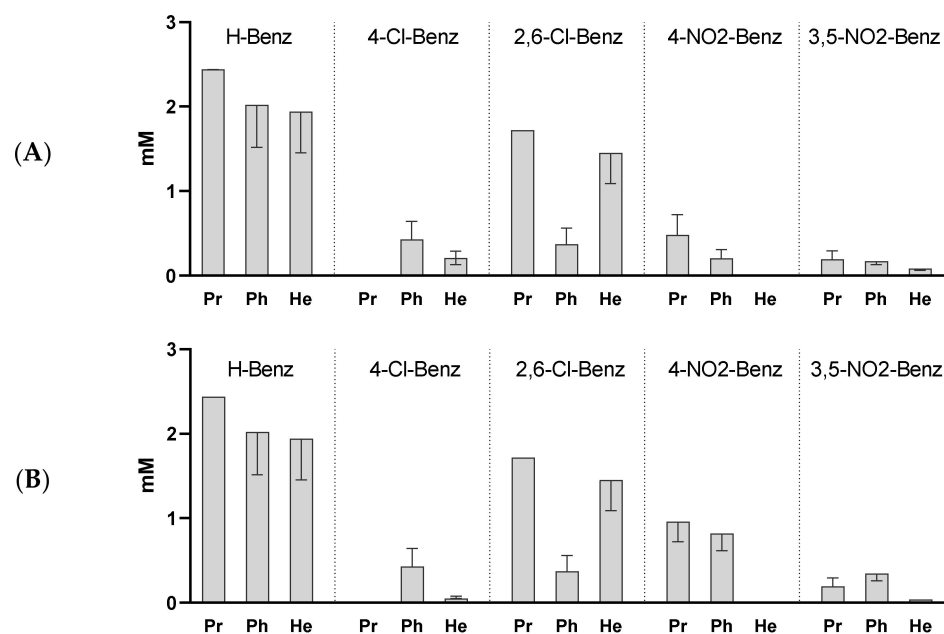 3
H-Benz 4-Cl-Benz 2,6-Cl-Benz 4-NO2-Benz 3,5-NO2-Benz
2
(A) mM
1
0
Pr Ph He Pr Ph He Pr Ph He Pr Ph He Pr Ph He
3
H-Benz 4-Cl-Benz 2,6-Cl-Benz 4-NO2-Benz 3,5-NO2-Benz
2
(B) mM
1
0
Pr Ph He Pr Ph He Pr Ph He Pr Ph He Pr Ph He